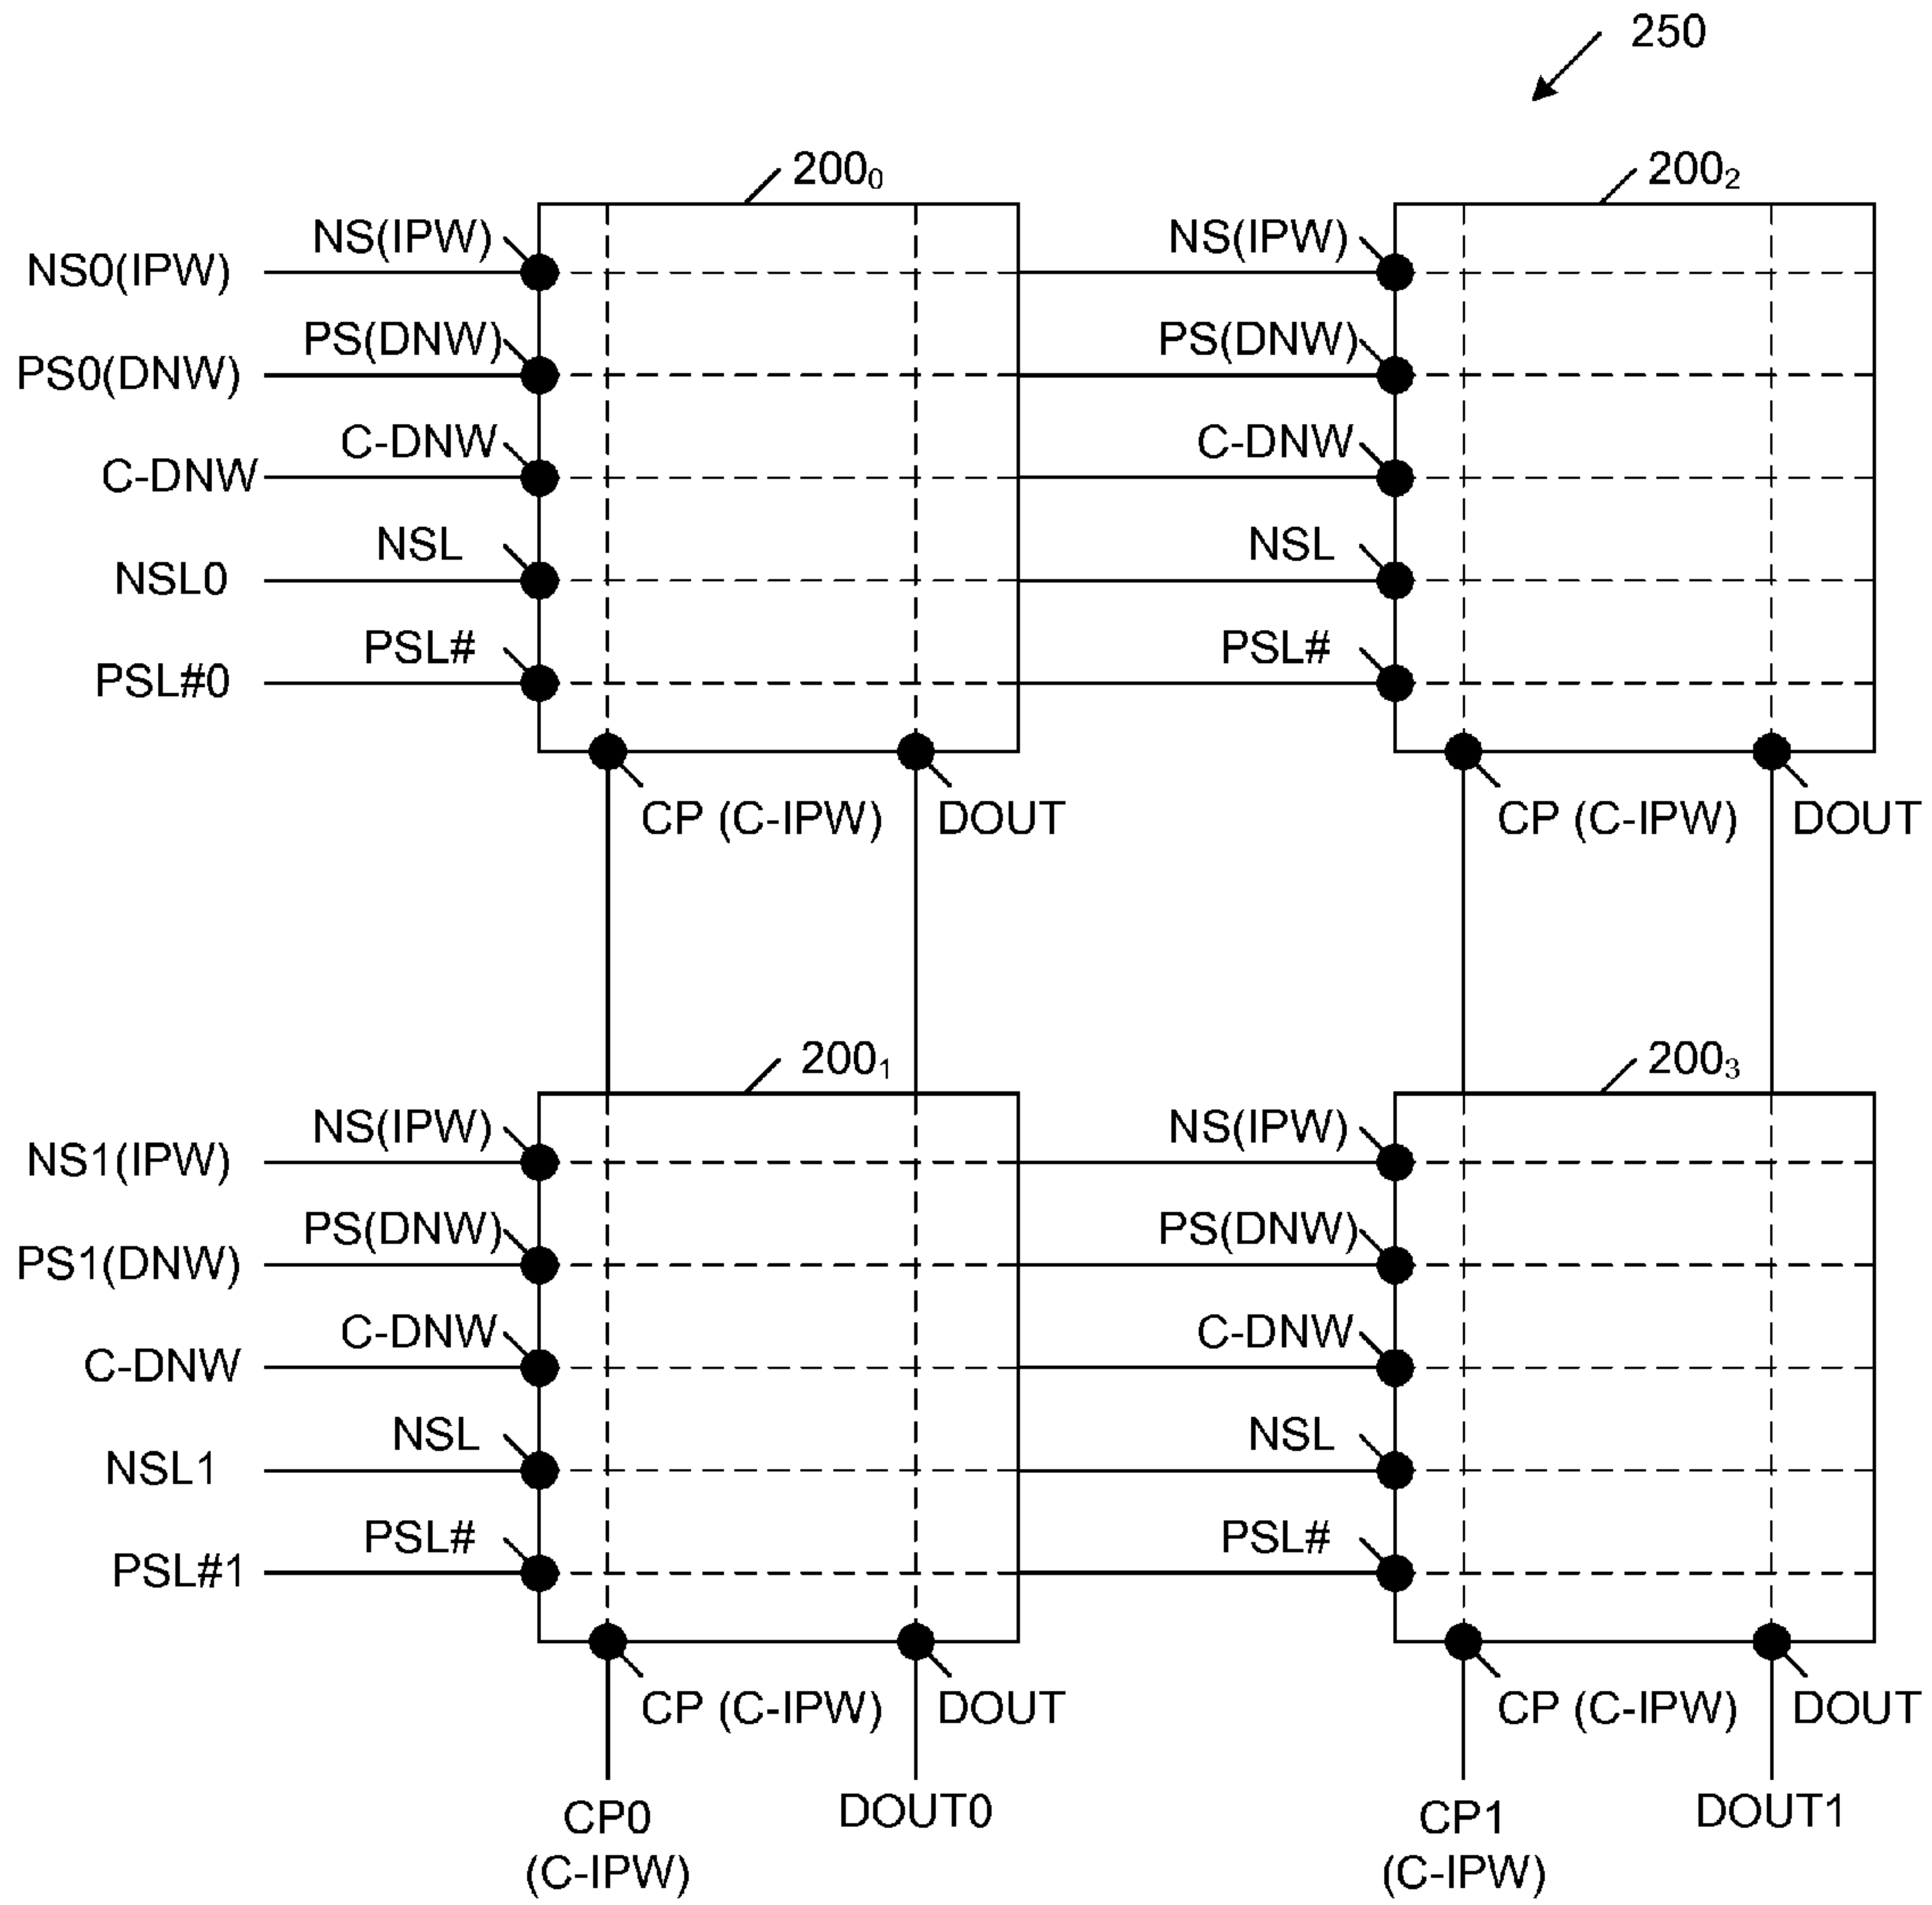 250
200₀
200₂
NS(IPW)
NS(IPW)
NS0(IPW)
PS(DNW)
PS(DNW)
PS0(DNW)
C-DNW
C-DNW
C-DNW
NSL
NSL
NSL0
PSL#
PSL#
PSL#0
CP (C-IPW)
DOUT
CP (C-IPW)
DOUT
200₁
200₃
NS(IPW)
NS(IPW)
NS1(IPW)
PS(DNW)
PS(DNW)
PS1(DNW)
C-DNW
C-DNW
C-DNW
NSL
NSL
NSL1
PSL#
PSL#
PSL#1
CP (C-IPW)
DOUT
CP (C-IPW)
DOUT
CP0
(C-IPW)
DOUT0
CP1
(C-IPW)
DOUT1